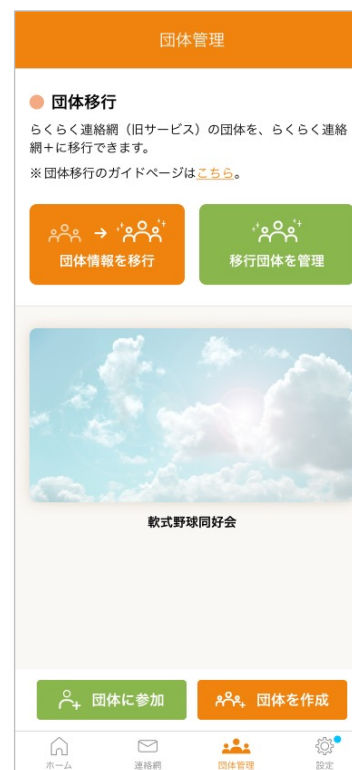 団体管理
団体移行
らくらく連絡網（旧サービス）の団体を、らくらく連絡
網＋に移行できます。
※団体移行のガイドページはこちら。
団体情報を移行
移行団体を管理
軟式野球同好会
団体に参加
団体を作成
ホーム
連絡網
団体管理
設定